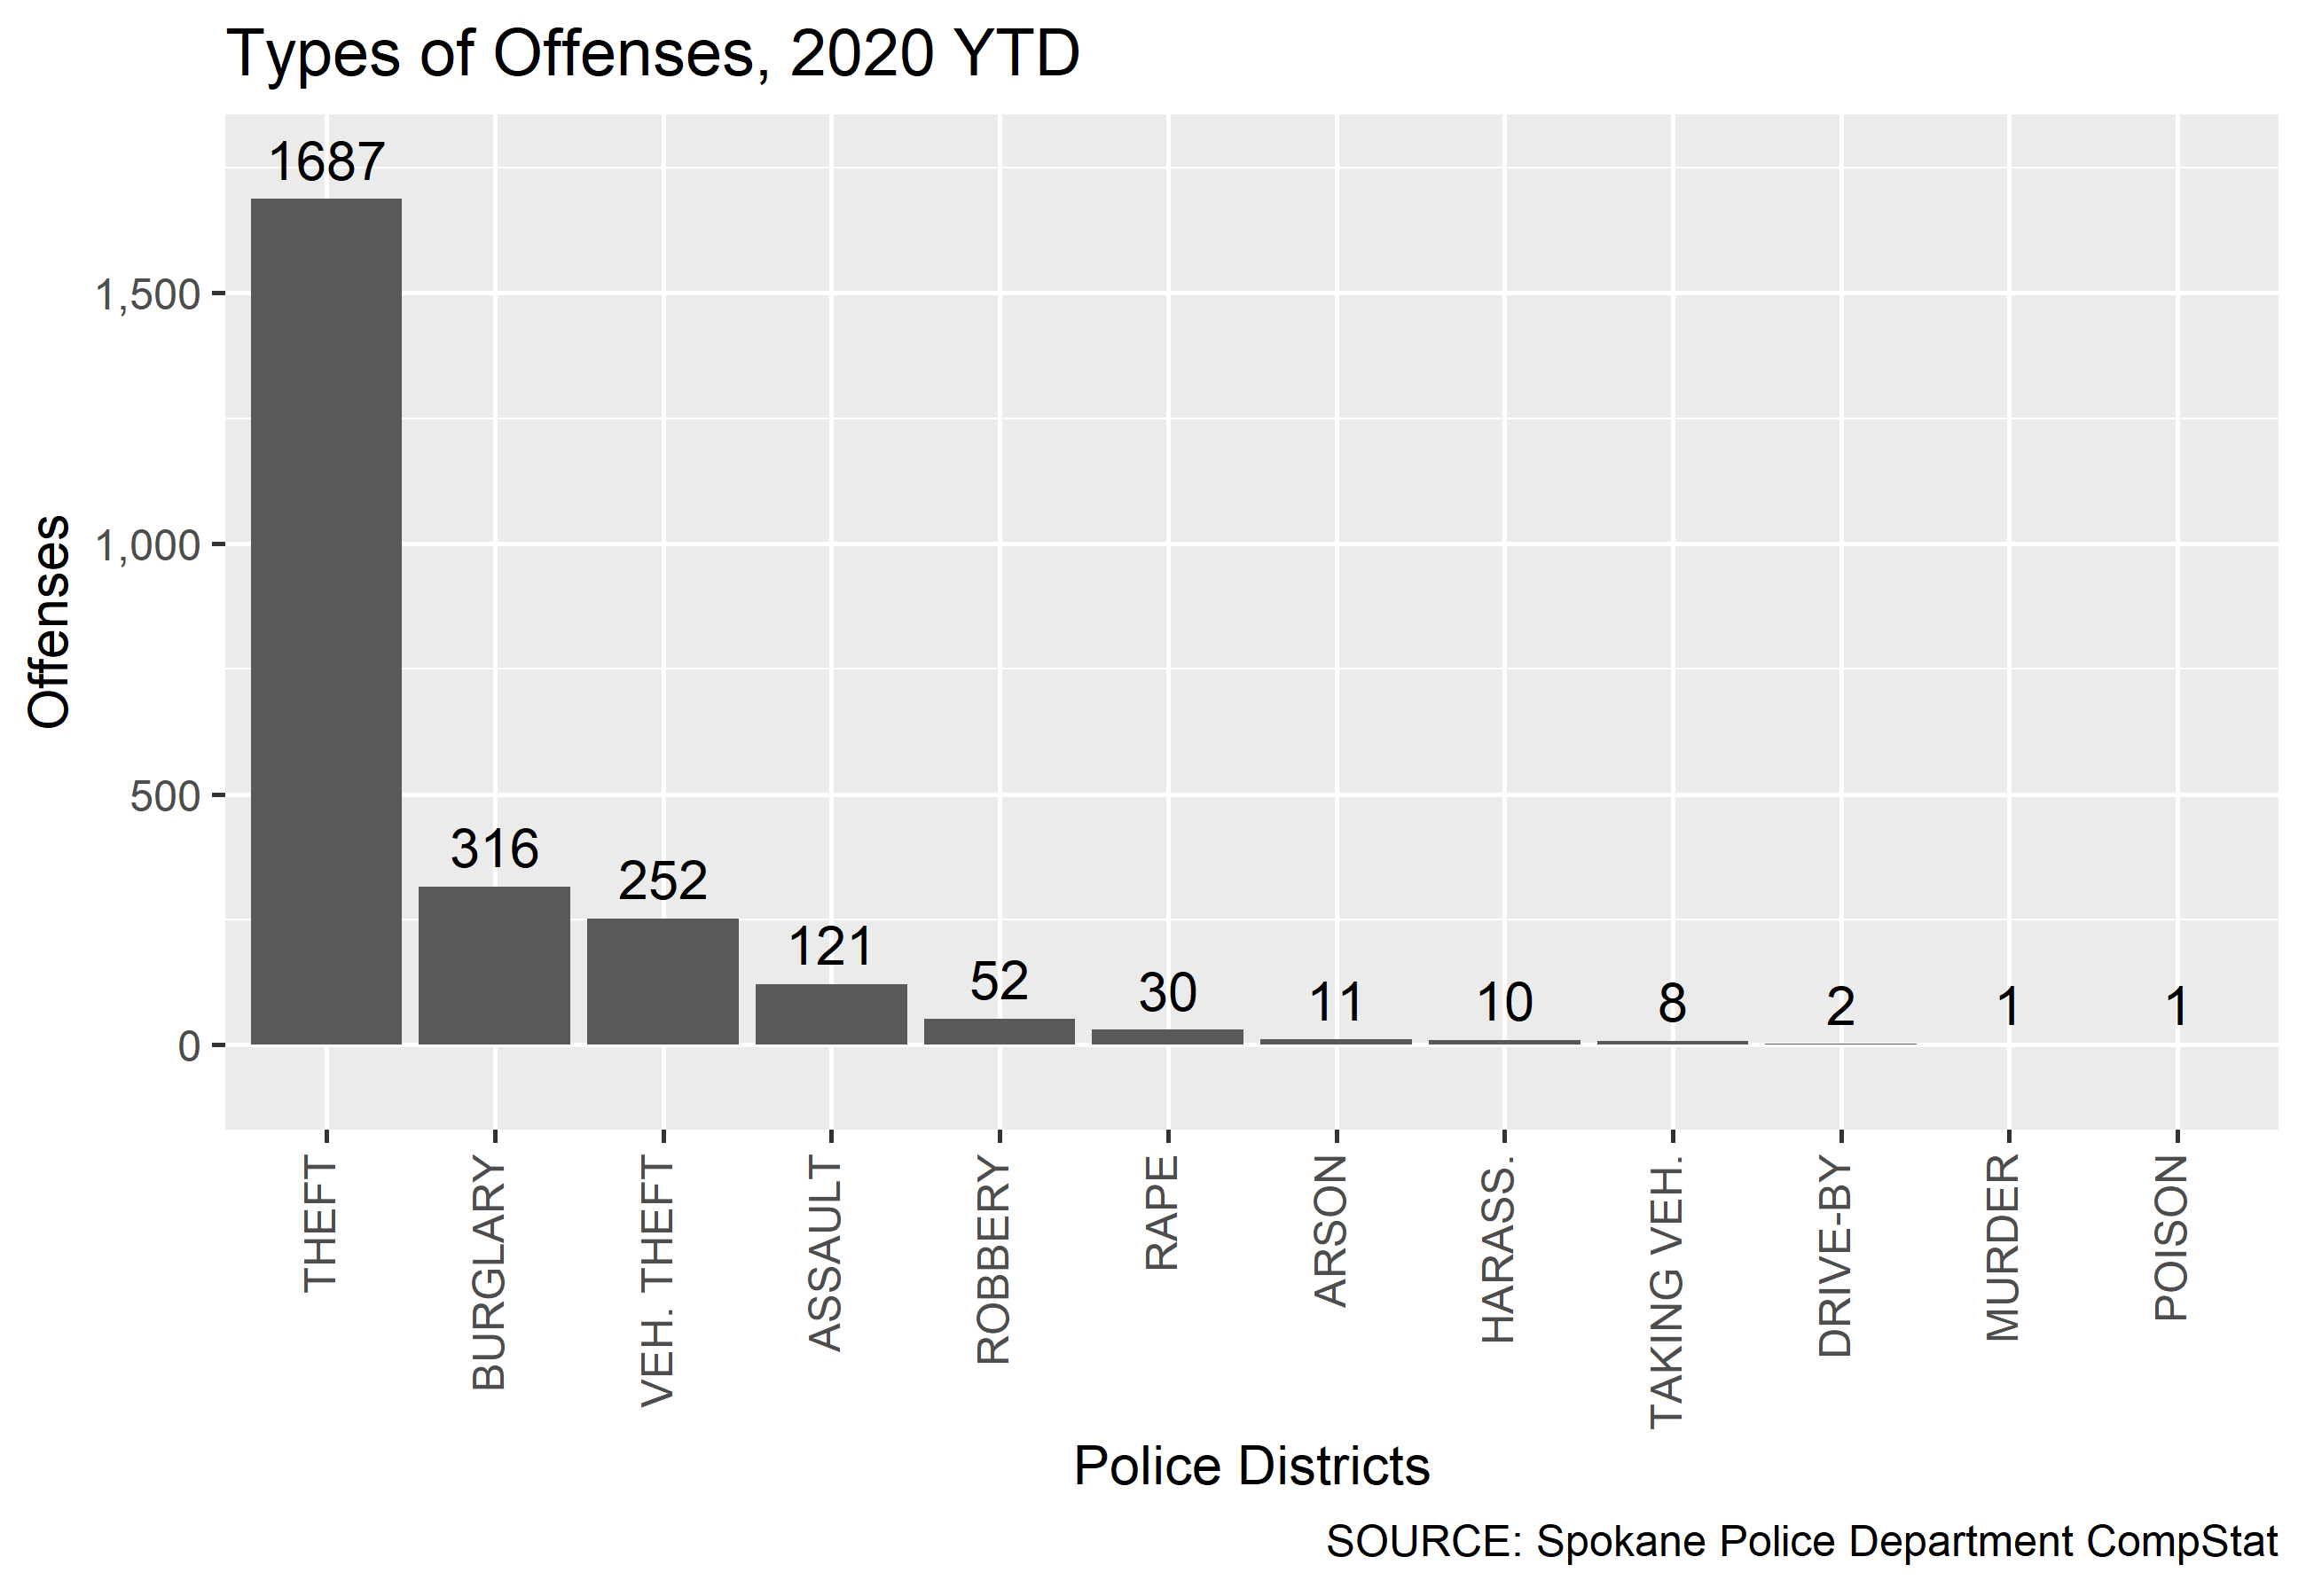 Types of Offenses, 2020 YTD
Offenses
1,500
1,000
500
0
1687
316
252
121
52
30
11
10
8
2
1
1
THEFT
BURGLARY
VEH. THEFT
ASSAULT
ROBBERY
RAPE
ARSON
HARASS.
TAKING VEH.
DRIVE-BY
MURDER
POISON
Police Districts
SOURCE: Spokane Police Department CompStat